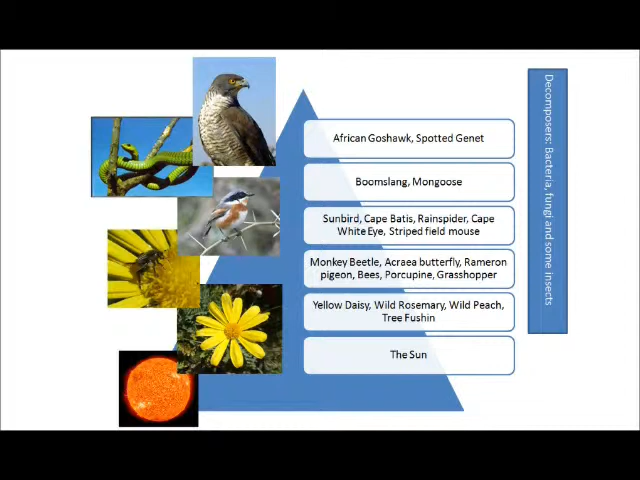 African Goshawk, Spotted Genet
Boomslang, Mongoose
Sunbird, Cape Batis, Rainspider, Cape
White Eye, Striped field mouse
Monkey Beetle, Acraea butterfly, Rameron
pigeon, Bees, Porcupine, Grasshopper
Yellow Daisy, Wild Rosemary, Wild Peach,
Tree Fushin
The Sun
Decomposers: Bacteria, fungi and some insects